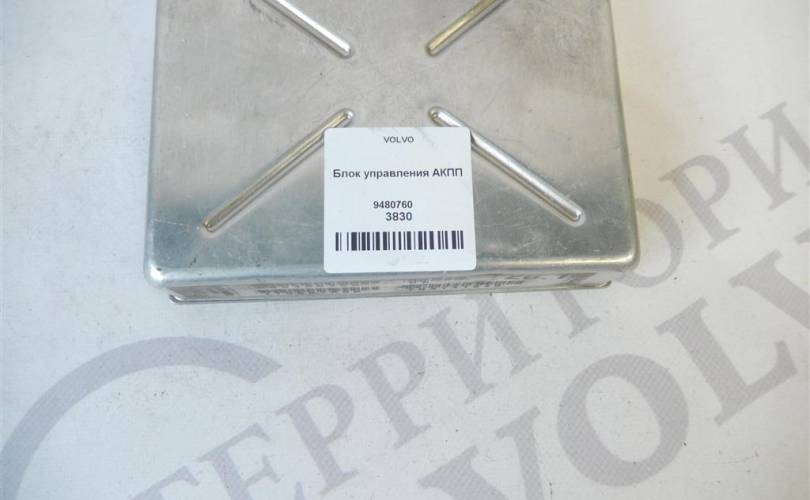 VOLVO
Блок управления АКПП
9480760
3830
ТЕРРИТОРИ
VOLV